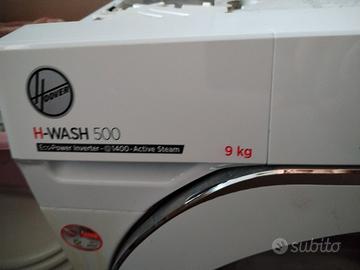 HOOVER
H-WASH 500
Eco-Power Inverter - @ 1400 - Active Steam
9 kg
subito